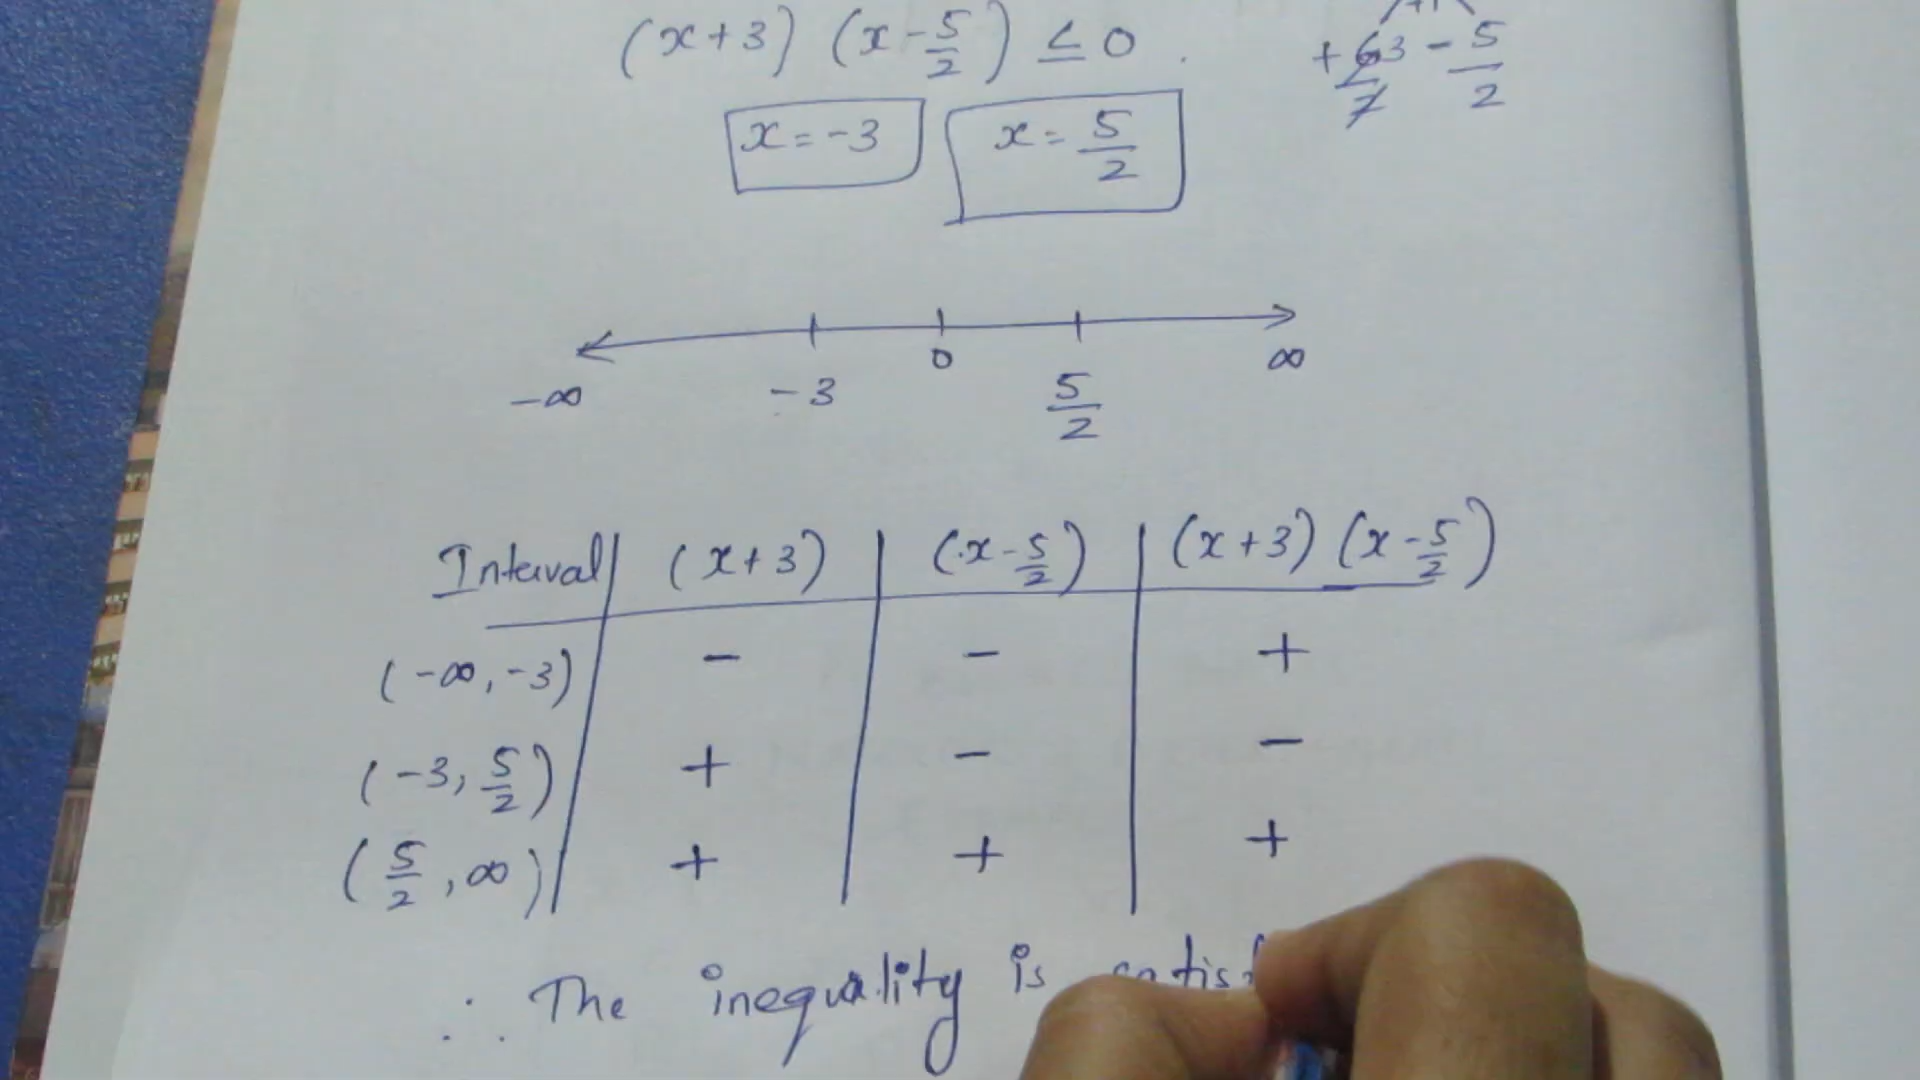 (x+3) (x-5/2) ≤ 0.
+6/2 3 - 5/2
x=-3 x=5/2
-∞ -3 0 5/2 ∞
Interval (x+3) (x-5/2) (x+3) (x-5/2)
(-∞,-3) - - +
(-3, 5/2) + - -
(5/2, ∞) + + +
∴ The inequality is